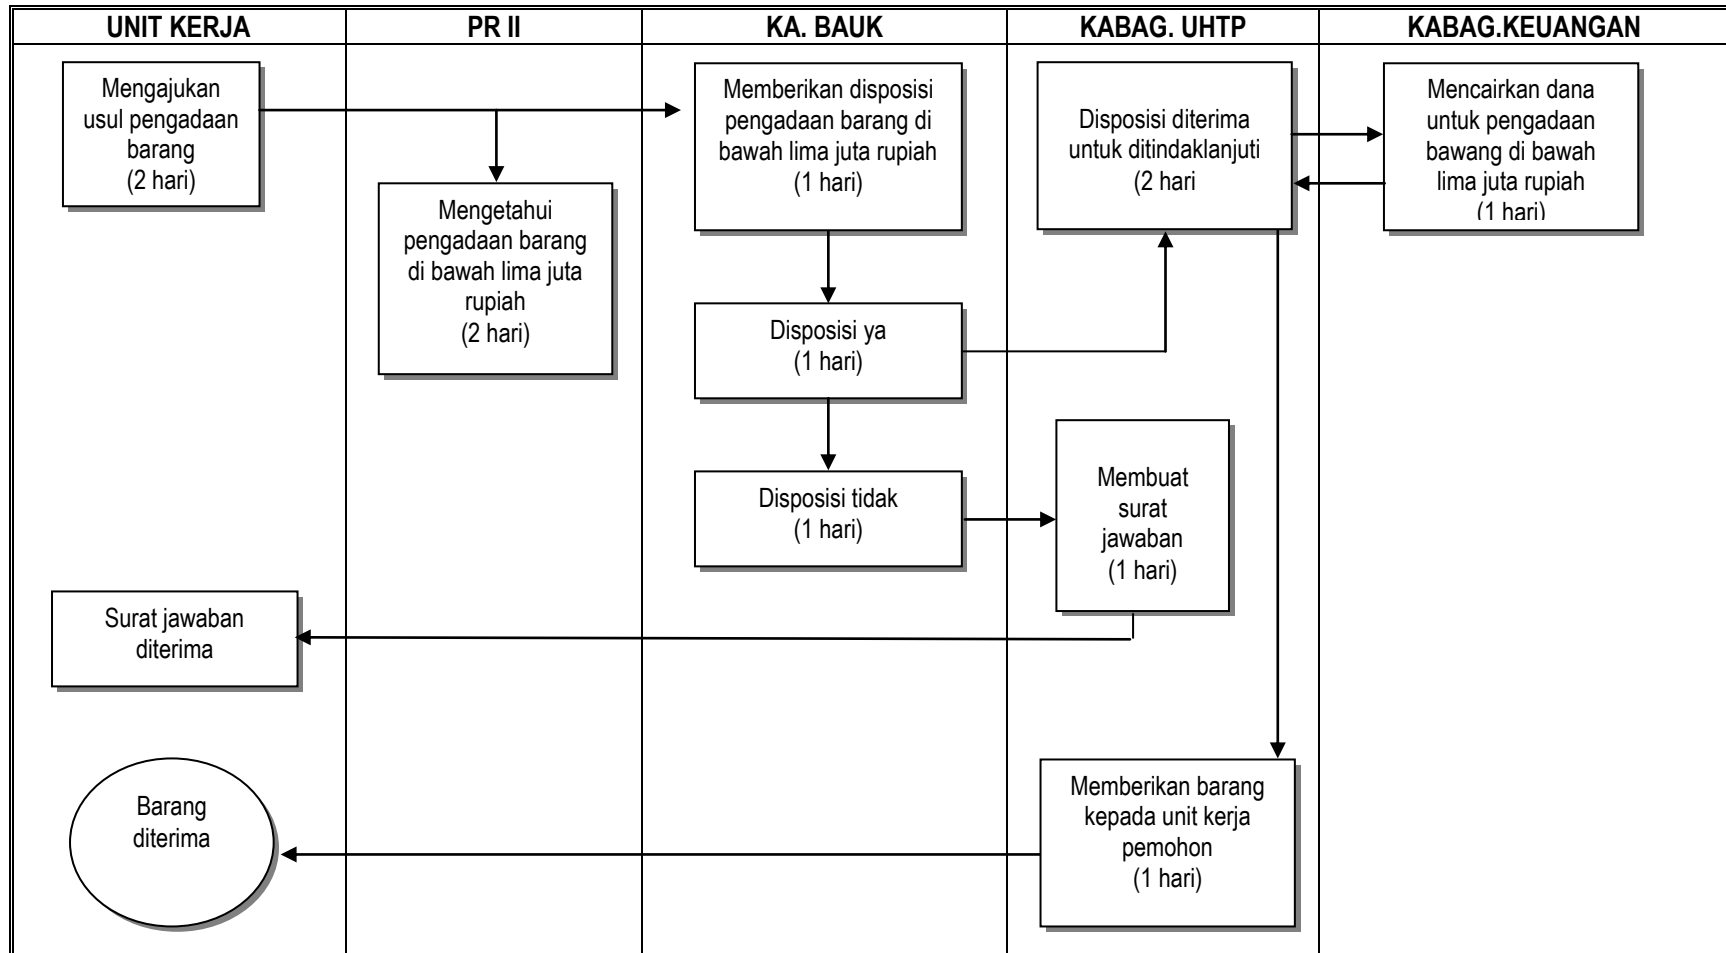 UNIT KERJA
PR II
KA. BAUK
KABAG. UHTP
KABAG.KEUANGAN
Mengajukan
usul pengadaan
barang
(2 hari)
Mengetahui
pengadaan barang
di bawah lima juta
rupiah
(2 hari)
Memberikan disposisi
pengadaan barang di
bawah lima juta rupiah
(1 hari)
Disposisi diterima
untuk ditindaklanjuti
(2 hari
Mencairkan dana
untuk pengadaan
bawang di bawah
lima juta rupiah
(1 hari)
Disposisi ya
(1 hari)
Disposisi tidak
(1 hari)
Membuat
surat
jawaban
(1 hari)
Surat jawaban
diterima
Barang
diterima
Memberikan barang
kepada unit kerja
pemohon
(1 hari)